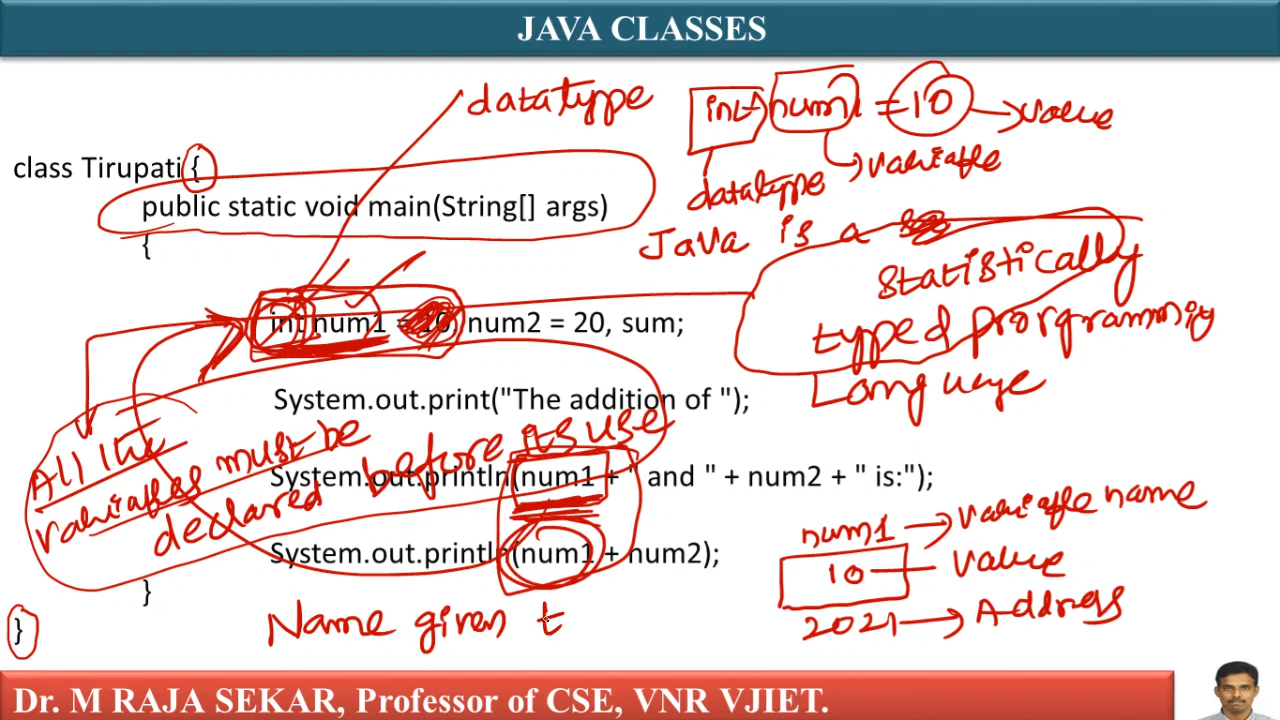 JAVA CLASSES
datatype
int num1 = 10 → value
variable
datatype
class Tirupati {
public static void main(String[] args)
{
Java is a
statistically
typed prorgrammnig
Language
int num1 = 10, num2 = 20, sum;
System.out.print("The addition of ");
All the
variables must be
declared before its use
System.out.println(num1 + " and " + num2 + " is:");
num1 → variable name
10 — value
2021 → Address
System.out.println(num1 + num2);
}
Name given t
}
Dr. M RAJA SEKAR, Professor of CSE, VNR VJIET.